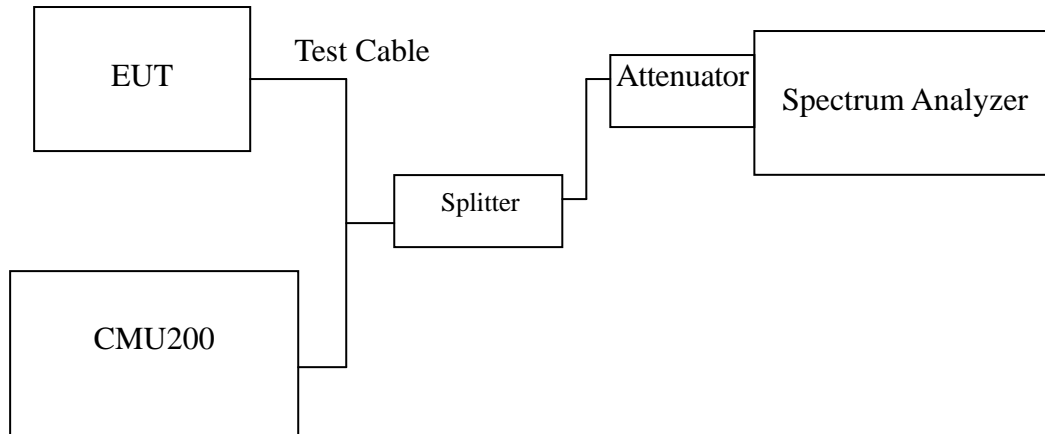 EUT
Test Cable
Attenuator
Spectrum Analyzer
Splitter
CMU200